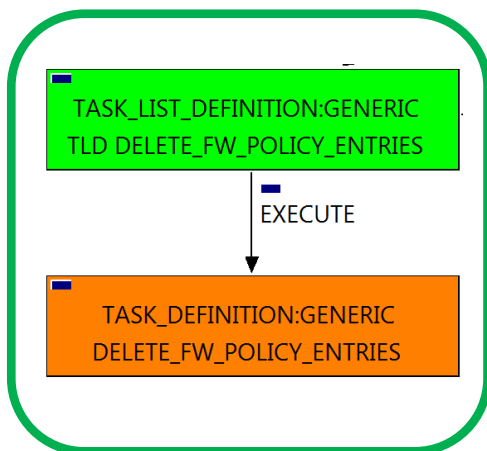 TASK_LIST_DEFINITION:GENERIC
TLD DELETE_FW_POLICY_ENTRIES
EXECUTE
TASK_DEFINITION:GENERIC
DELETE_FW_POLICY_ENTRIES